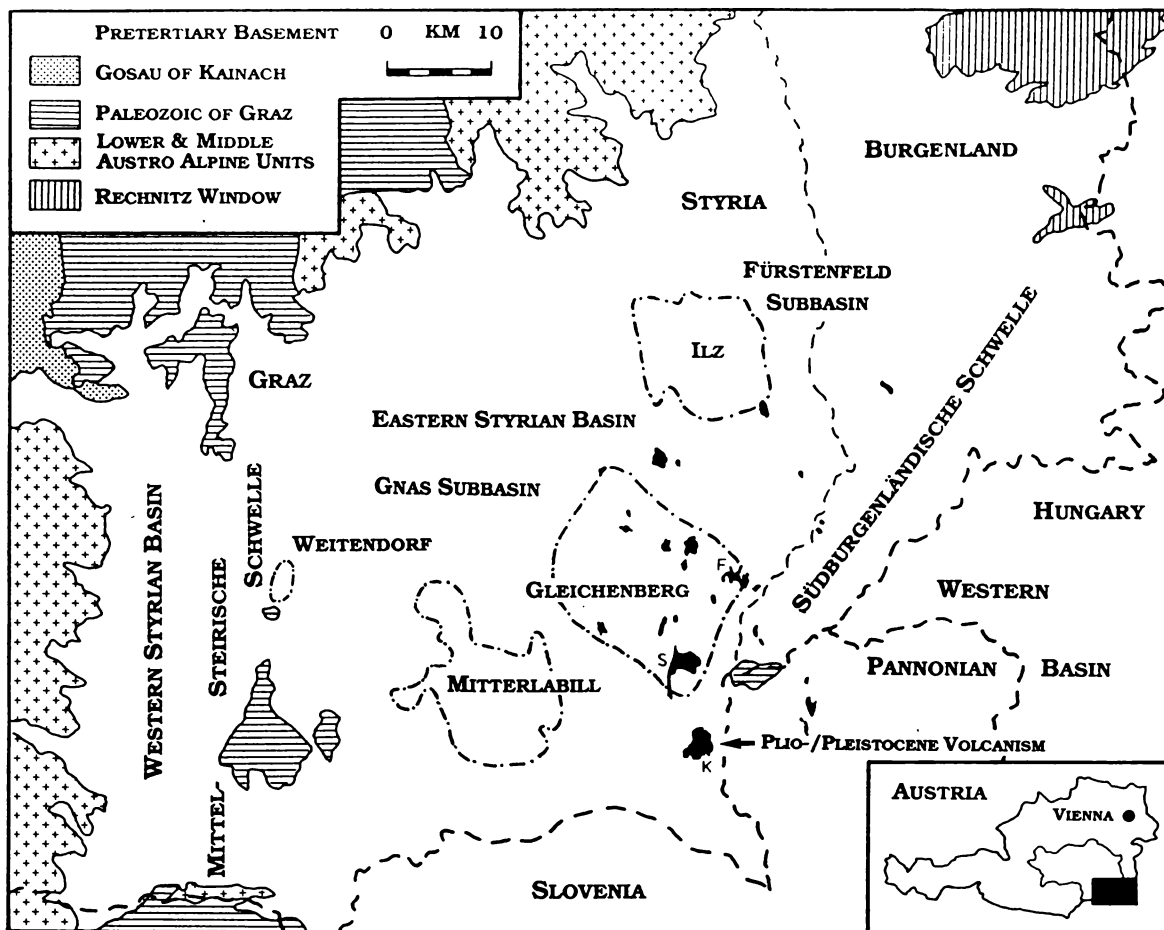 PRETERTIARY BASEMENT
0 KM 10
GOSAU OF KAINACH
PALEOZOIC OF GRAZ
LOWER & MIDDLE
AUSTRO ALPINE UNITS
RECHNITZ WINDOW
BURGENLAND
STYRIA
FÜRSTENFELD
SUBBASIN
ILZ
GRAZ
EASTERN STYRIAN BASIN
GNAS SUBBASIN
WEITENDORF
WESTERN STYRIAN BASIN
MITTEL-
STEIRISCHE
SCHWELLE
SÜDBURGENLÄNDISCHE SCHWELLE
HUNGARY
GLEICHENBERG
F
S
K
MITTERLABILL
WESTERN
PANNONIAN BASIN
PLIO-/PLEISTOCENE VOLCANISM
SLOVENIA
AUSTRIA
VIENNA